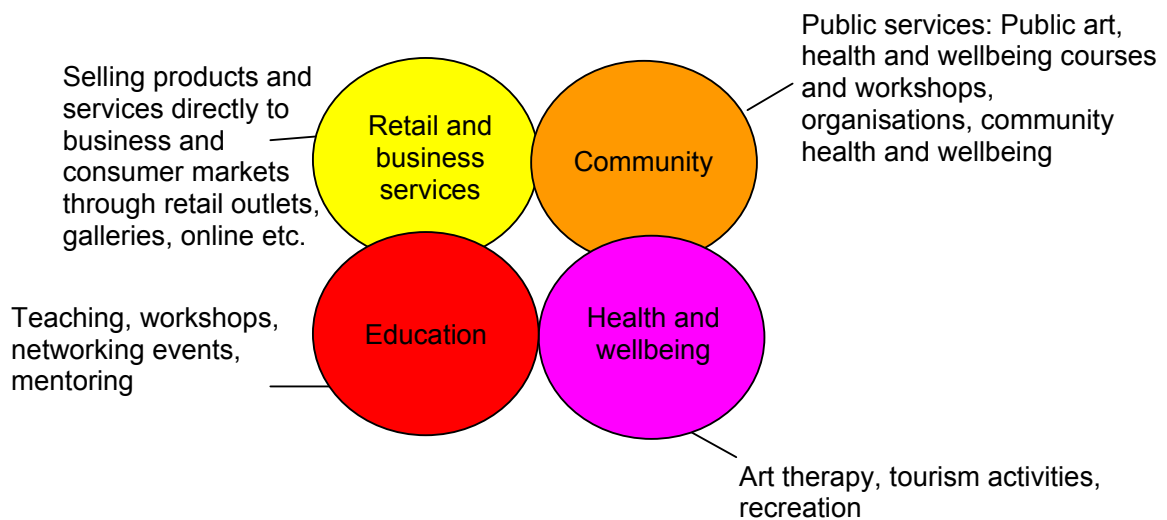 Public services: Public art,
health and wellbeing courses
and workshops,
organisations, community
health and wellbeing
Selling products and
services directly to
business and
consumer markets
through retail outlets,
galleries, online etc.
Retail and
business
services
Community
Teaching, workshops,
networking events,
mentoring
Education
Health and
wellbeing
Art therapy, tourism activities,
recreation